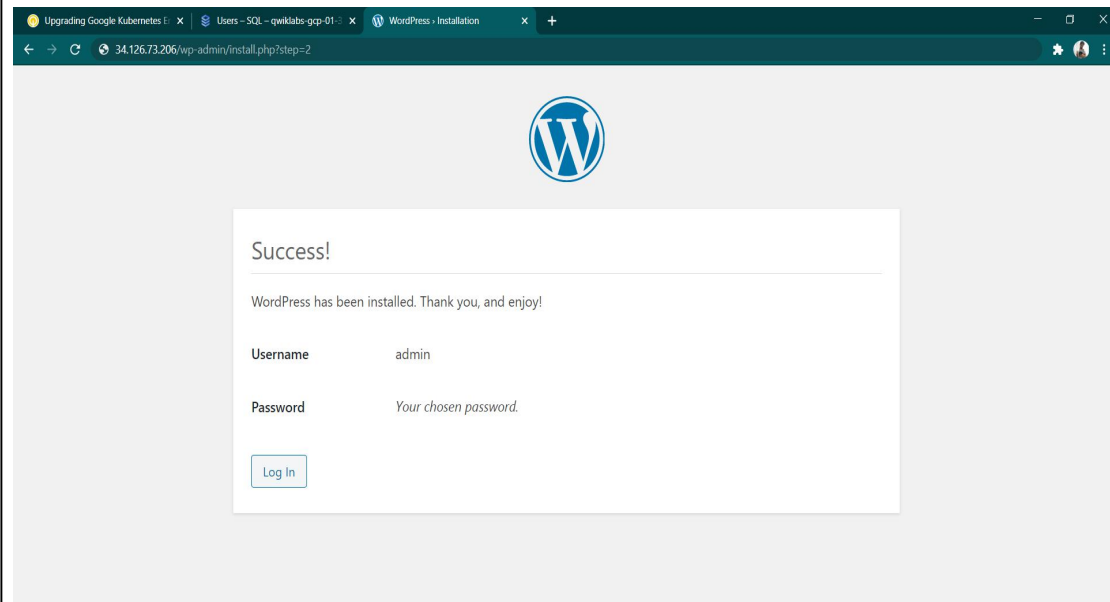 Upgrading Google Kubernetes E
Users – SQL – qwiklabs-gcp-01-3
WordPress › Installation
34.126.73.206/wp-admin/install.php?step=2
Success!
WordPress has been installed. Thank you, and enjoy!
Username admin
Password Your chosen password.
Log In